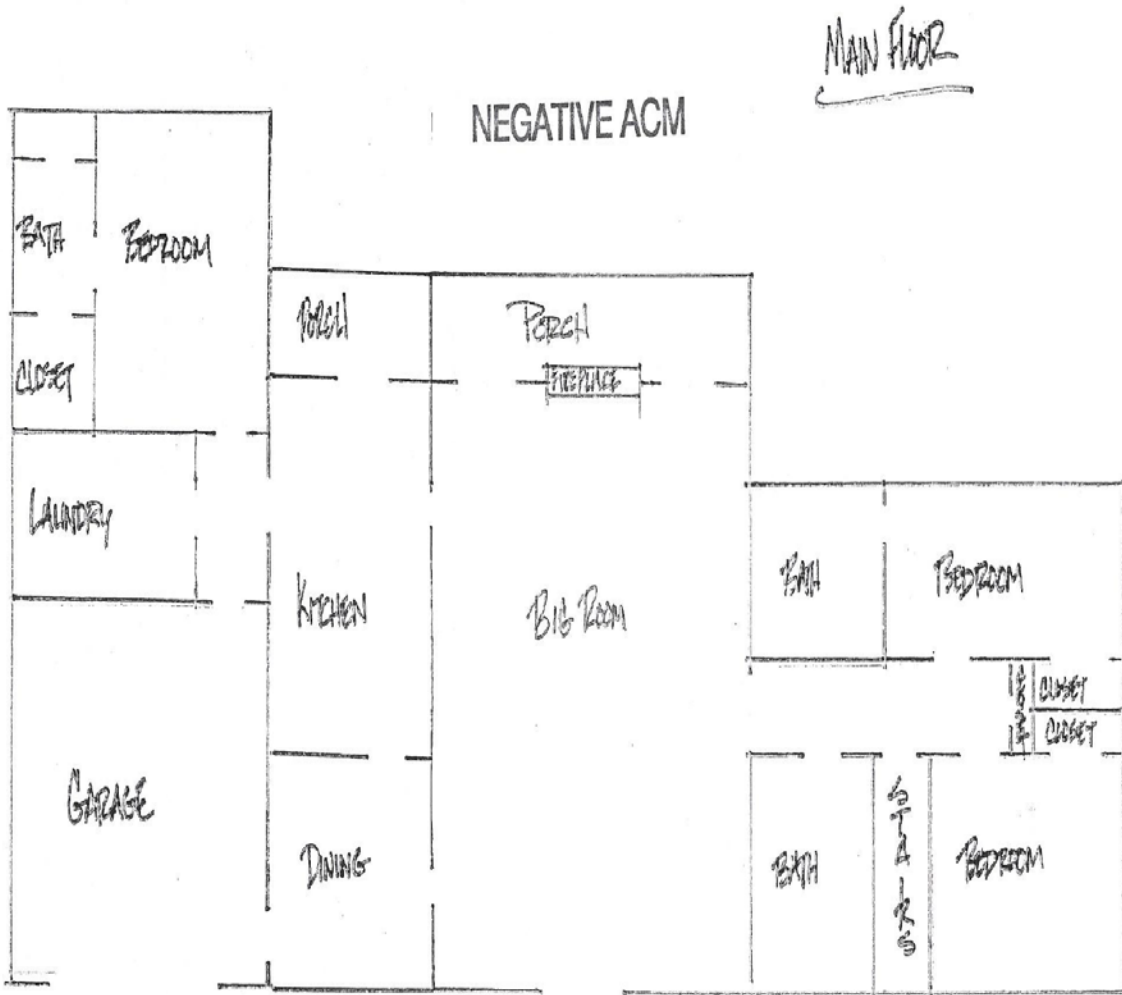 MAIN FLOOR
NEGATIVE ACM
BATH
BEDROOM
PORCH
PORCH
CLOSET
FIREPLACE
LAUNDRY
KITCHEN
BIG ROOM
BATH
BEDROOM
CLOSET
CLOSET
GARAGE
DINING
BATH
STAIRS
BEDROOM